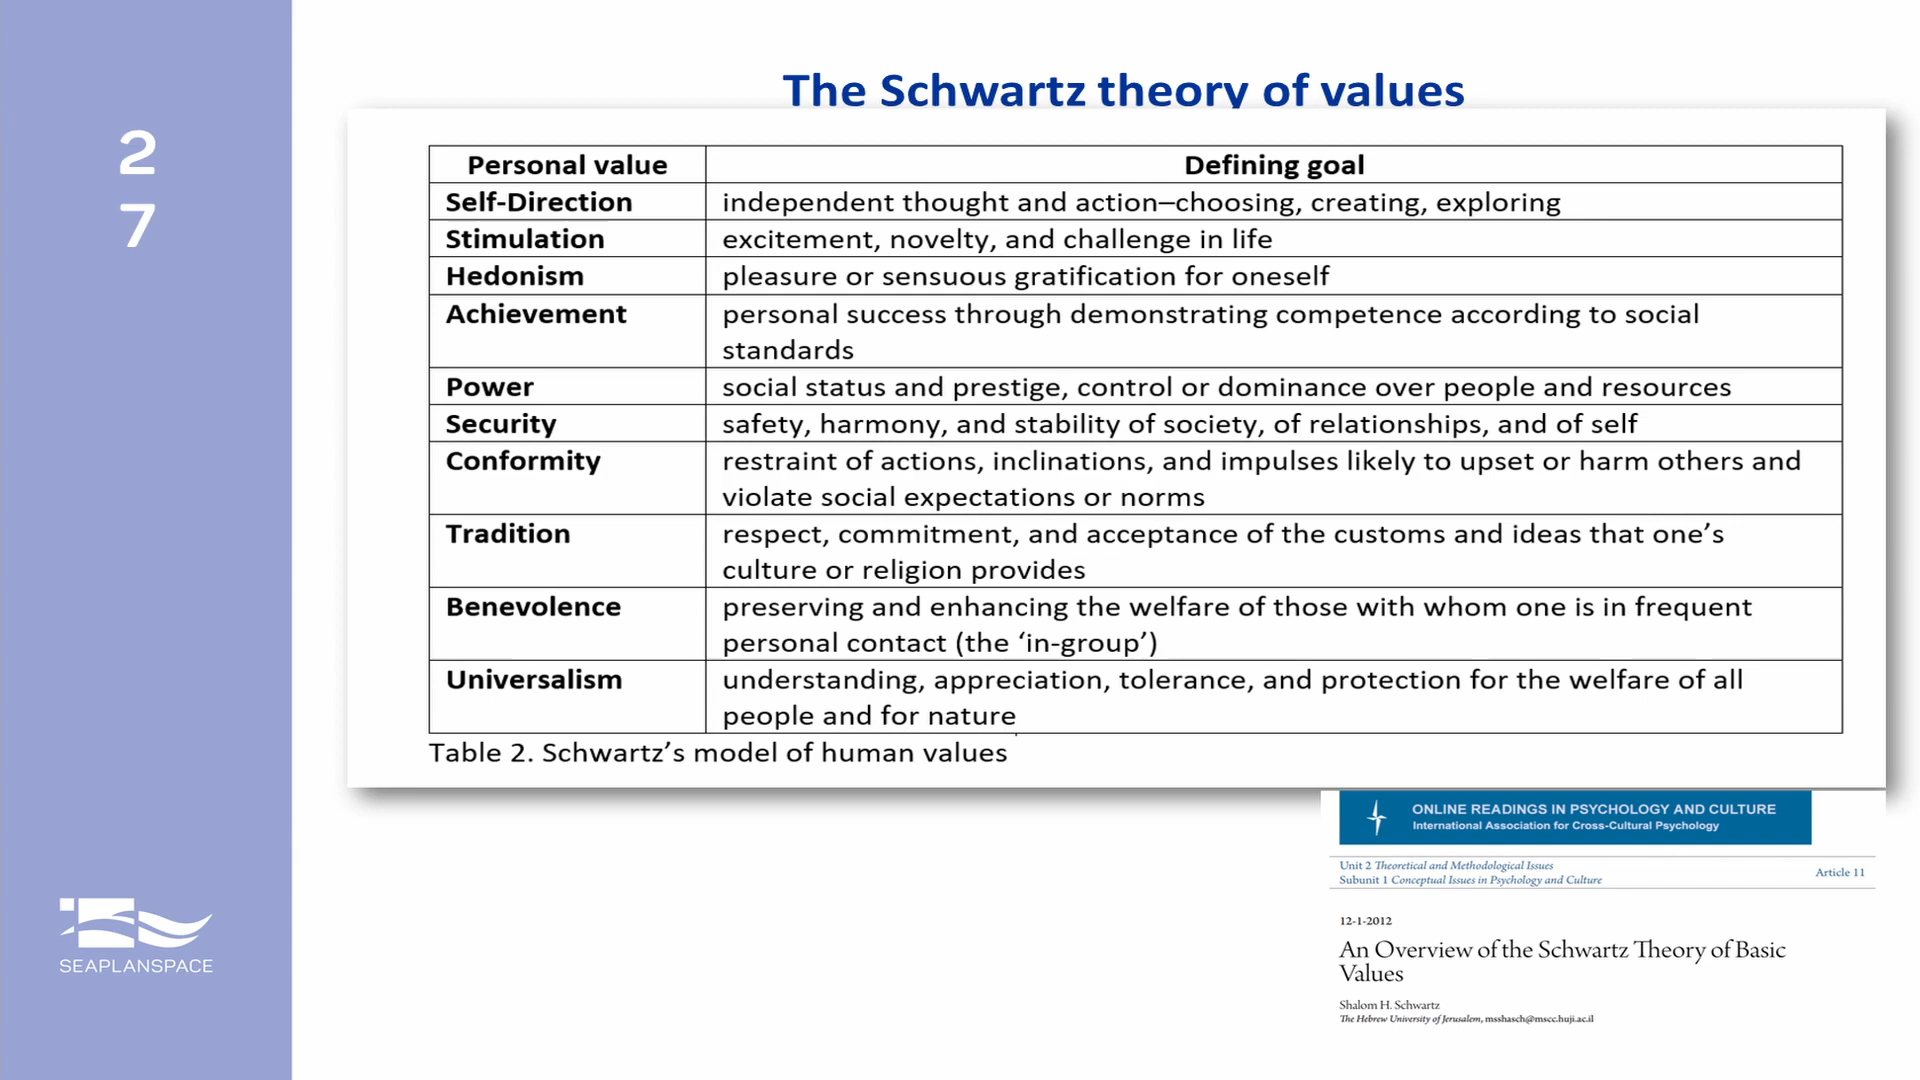 2
7
The Schwartz theory of values
Personal value Defining goal
Self-Direction independent thought and action–choosing, creating, exploring
Stimulation excitement, novelty, and challenge in life
Hedonism pleasure or sensuous gratification for oneself
Achievement personal success through demonstrating competence according to social
standards
Power social status and prestige, control or dominance over people and resources
Security safety, harmony, and stability of society, of relationships, and of self
Conformity restraint of actions, inclinations, and impulses likely to upset or harm others and
violate social expectations or norms
Tradition respect, commitment, and acceptance of the customs and ideas that one’s
culture or religion provides
Benevolence preserving and enhancing the welfare of those with whom one is in frequent
personal contact (the ‘in-group’)
Universalism understanding, appreciation, tolerance, and protection for the welfare of all
people and for nature
Table 2. Schwartz’s model of human values
ONLINE READINGS IN PSYCHOLOGY AND CULTURE
International Association for Cross-Cultural Psychology
Unit 2 Theoretical and Methodological Issues
Subunit 1 Conceptual Issues in Psychology and Culture
Article 11
12-1-2012
An Overview of the Schwartz Theory of Basic
Values
Shalom H. Schwartz
The Hebrew University of Jerusalem, msshasch@mscc.huji.ac.il
SEAPLANSPACE